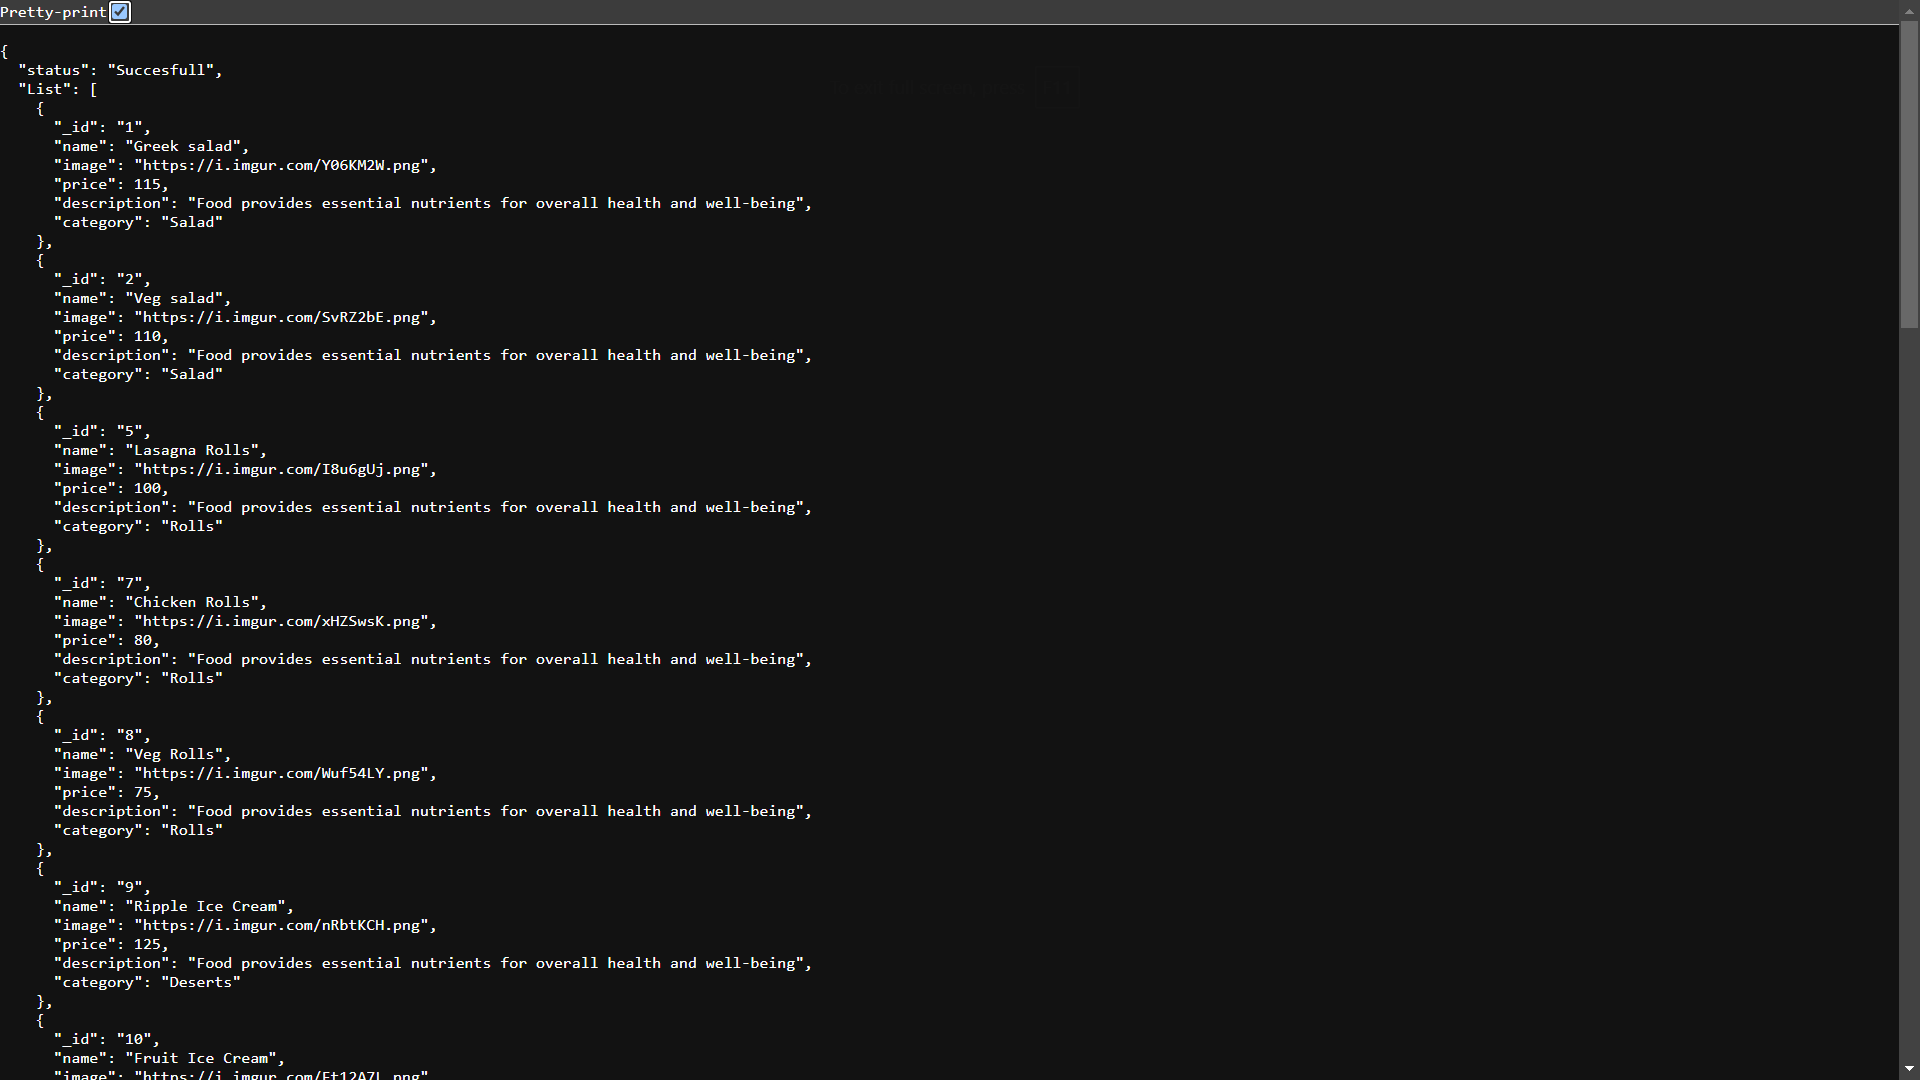 Pretty-print
{
"status": "Succesfull",
"List": [
{
"_id": "1",
"name": "Greek salad",
"image": "https://i.imgur.com/Y06KM2W.png",
"price": 115,
"description": "Food provides essential nutrients for overall health and well-being",
"category": "Salad"
},
{
"_id": "2",
"name": "Veg salad",
"image": "https://i.imgur.com/SvRZ2bE.png",
"price": 110,
"description": "Food provides essential nutrients for overall health and well-being",
"category": "Salad"
},
{
"_id": "5",
"name": "Lasagna Rolls",
"image": "https://i.imgur.com/I8u6gUj.png",
"price": 100,
"description": "Food provides essential nutrients for overall health and well-being",
"category": "Rolls"
},
{
"_id": "7",
"name": "Chicken Rolls",
"image": "https://i.imgur.com/xHZSwsK.png",
"price": 80,
"description": "Food provides essential nutrients for overall health and well-being",
"category": "Rolls"
},
{
"_id": "8",
"name": "Veg Rolls",
"image": "https://i.imgur.com/Wuf54LY.png",
"price": 75,
"description": "Food provides essential nutrients for overall health and well-being",
"category": "Rolls"
},
{
"_id": "9",
"name": "Ripple Ice Cream",
"image": "https://i.imgur.com/nRbtKCH.png",
"price": 125,
"description": "Food provides essential nutrients for overall health and well-being",
"category": "Deserts"
},
{
"_id": "10",
"name": "Fruit Ice Cream",
"image":